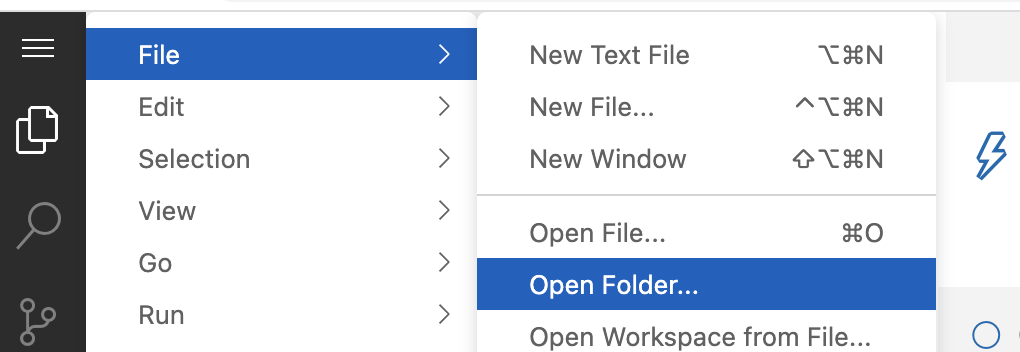 File
Edit
Selection
View
Go
Run
New Text File ⌥⌘N
New File... ^⌥⌘N
New Window ⇧⌥⌘N
Open File... ⌘O
Open Folder...
Open Workspace from File...